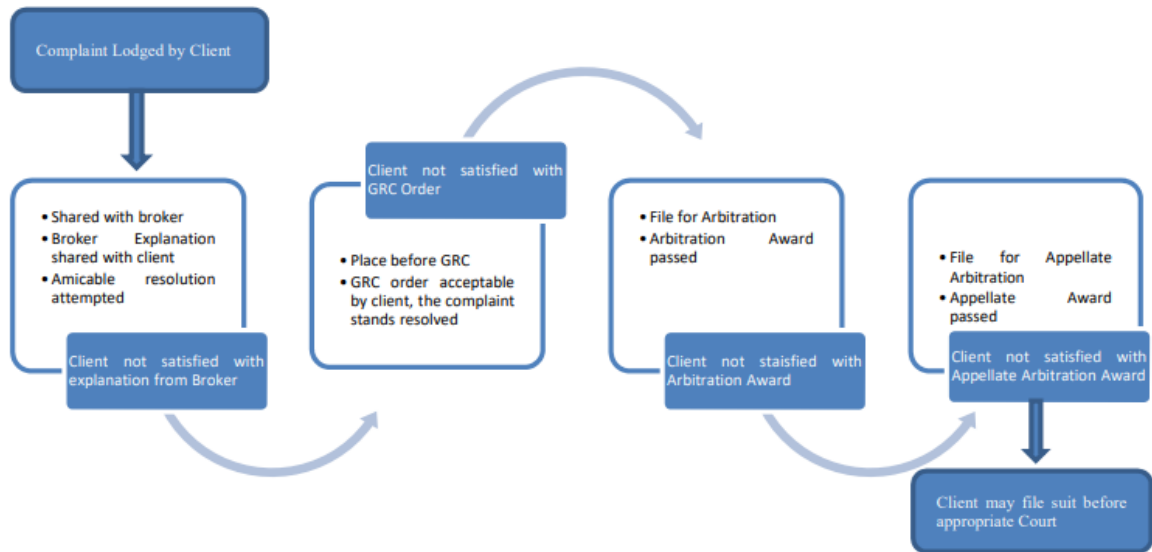 Complaint Lodged by Client
• Shared with broker
• Broker Explanation
shared with client
• Amicable resolution
attempted
Client not satisfied with
explanation from Broker
Client not satisfied with
GRC Order
• Place before GRC
• GRC order acceptable
by client, the complaint
stands resolved
• File for Arbitration
• Arbitration Award
passed
Client not staisfied with
Arbitration Award
• File for Appellate
Arbitration
• Appellate Award
passed
Client not satisfied with
Appellate Arbitration Award
Client may file suit before
appropriate Court